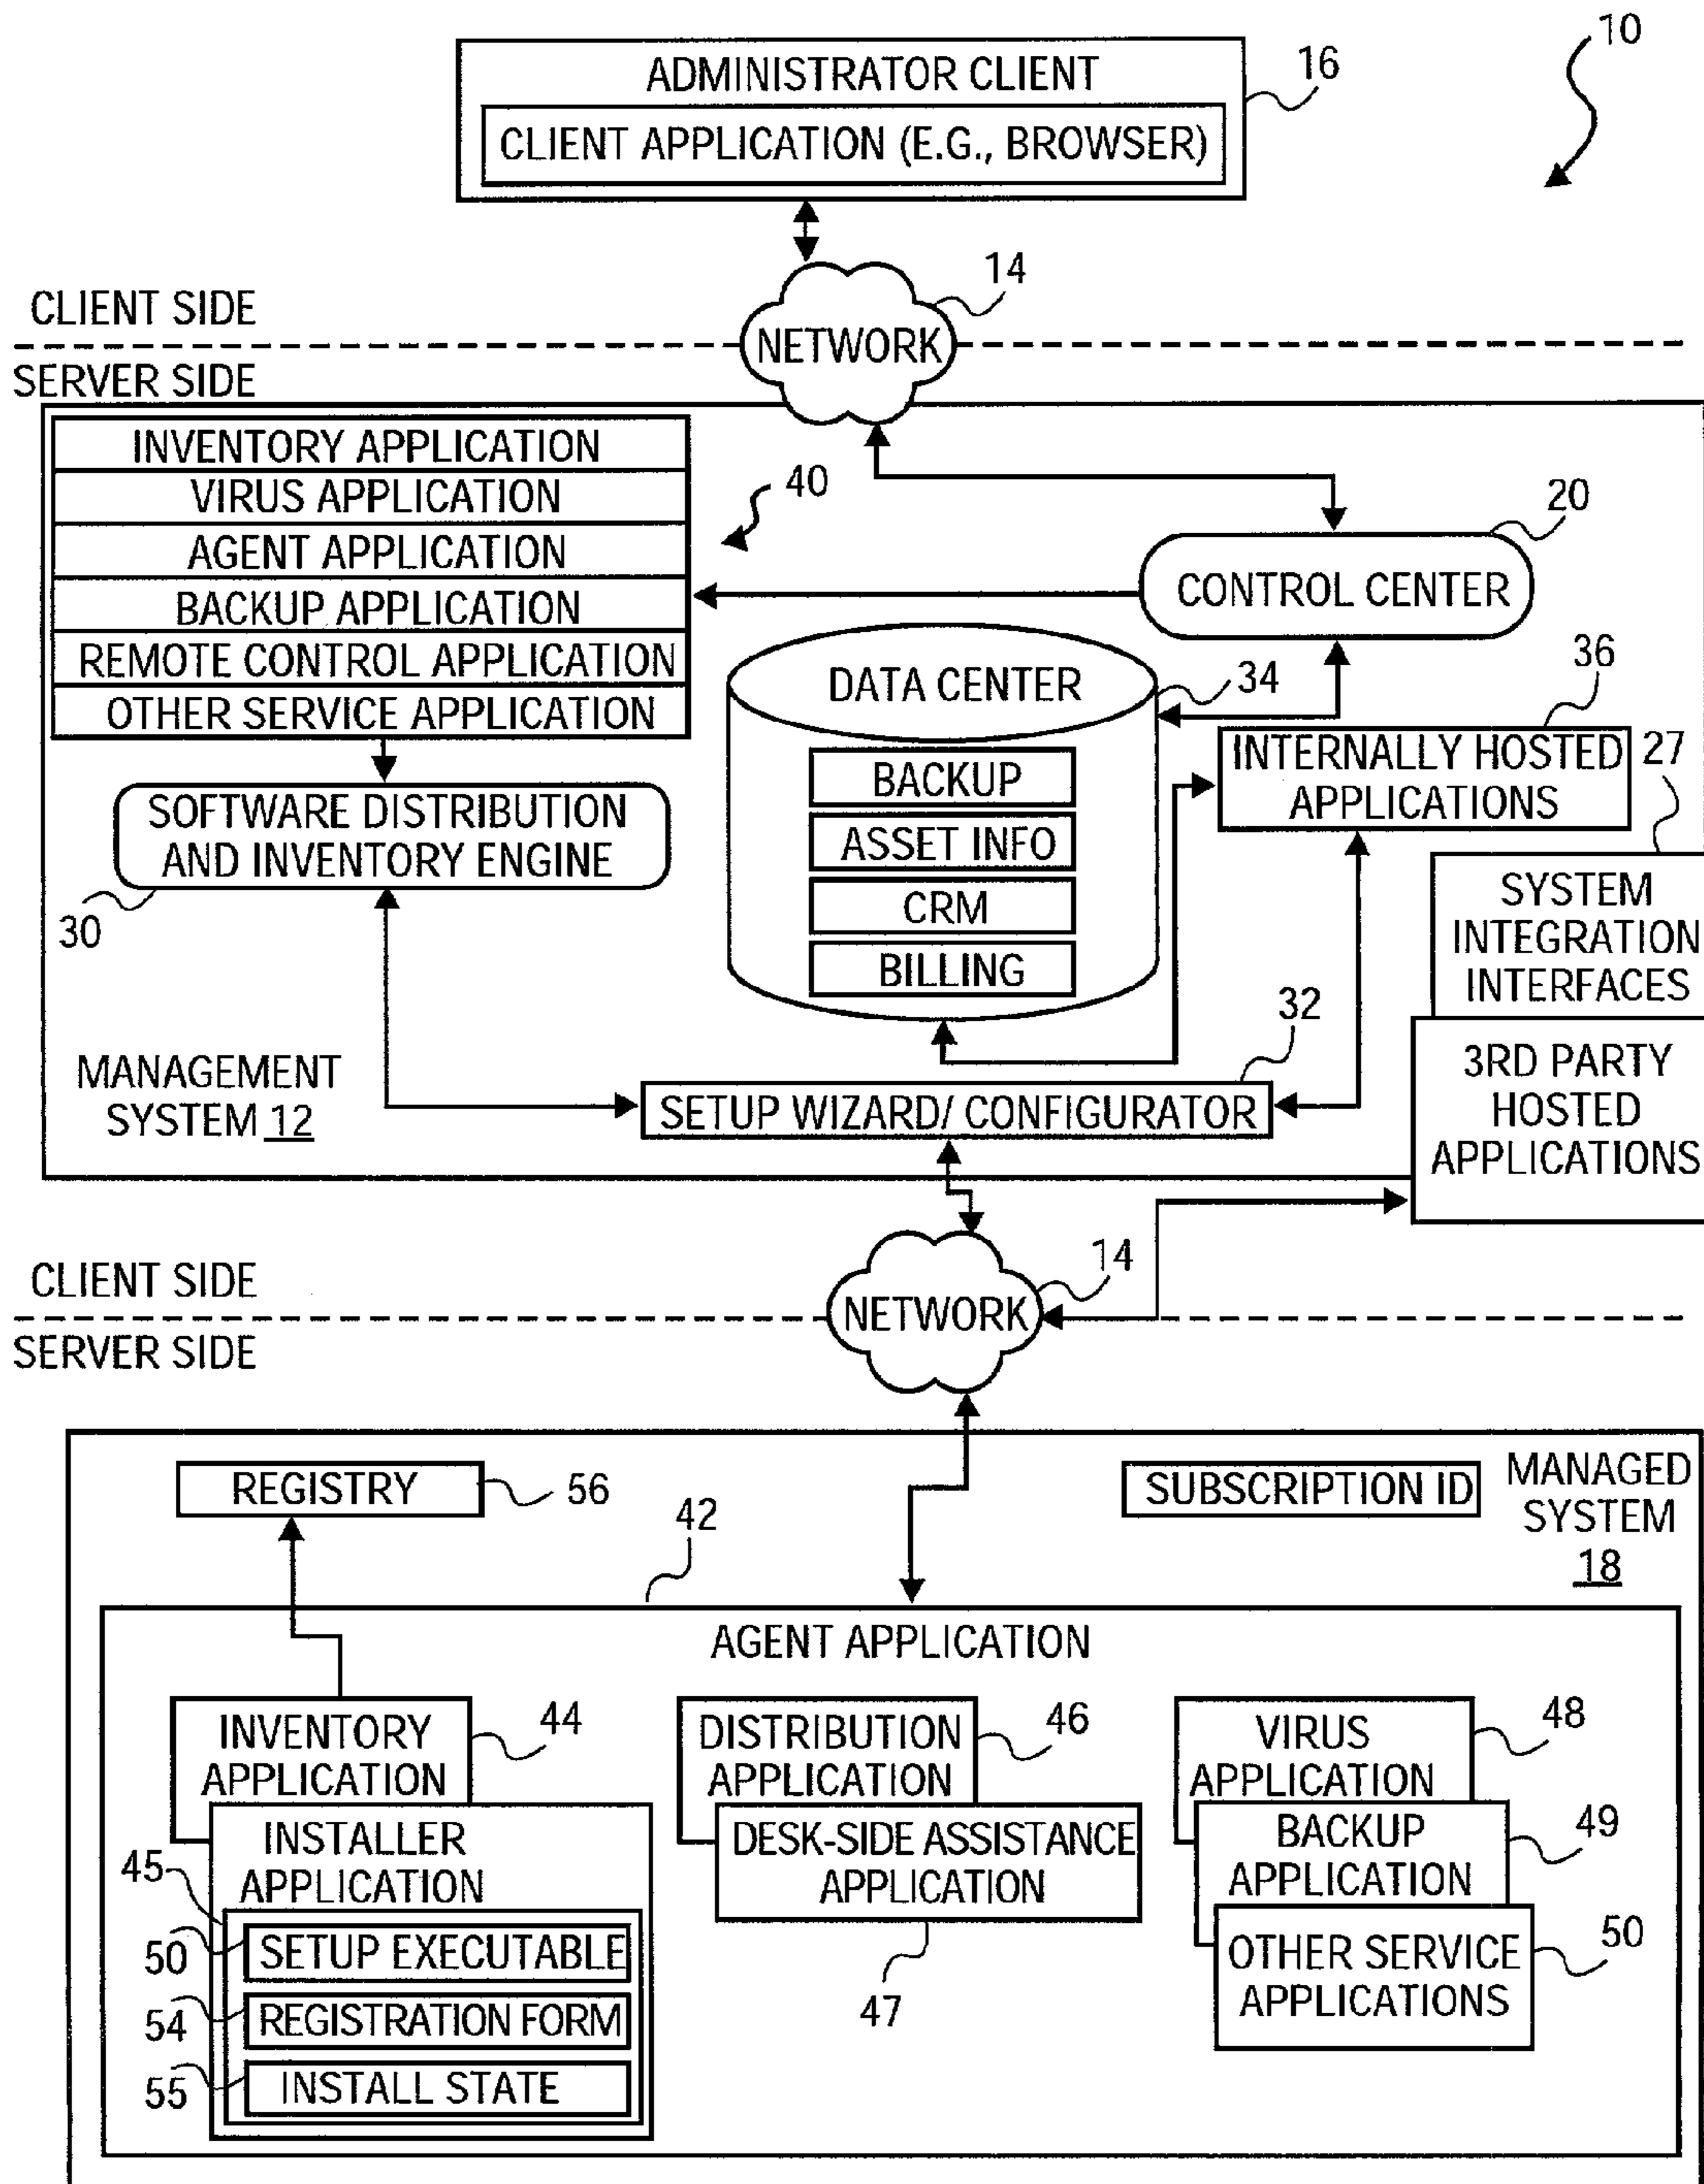 10
ADMINISTRATOR CLIENT
16
CLIENT APPLICATION (E.G., BROWSER)
14
CLIENT SIDE
NETWORK
SERVER SIDE
INVENTORY APPLICATION
VIRUS APPLICATION
40
20
AGENT APPLICATION
CONTROL CENTER
BACKUP APPLICATION
REMOTE CONTROL APPLICATION
36
DATA CENTER
34
OTHER SERVICE APPLICATION
INTERNALLY HOSTED
APPLICATIONS
27
BACKUP
SOFTWARE DISTRIBUTION
AND INVENTORY ENGINE
ASSET INFO
30
CRM
SYSTEM
INTEGRATION
INTERFACES
BILLING
32
MANAGEMENT
SYSTEM 12
3RD PARTY
HOSTED
APPLICATIONS
SETUP WIZARD/ CONFIGURATOR
14
CLIENT SIDE
NETWORK
SERVER SIDE
REGISTRY
56
SUBSCRIPTION ID
MANAGED
SYSTEM
18
42
AGENT APPLICATION
INVENTORY
APPLICATION
44
DISTRIBUTION
APPLICATION
46
VIRUS
APPLICATION
48
INSTALLER
APPLICATION
45
DESK-SIDE ASSISTANCE
APPLICATION
47
BACKUP
APPLICATION
49
50
SETUP EXECUTABLE
OTHER SERVICE
APPLICATIONS
50
54
REGISTRATION FORM
55
INSTALL STATE